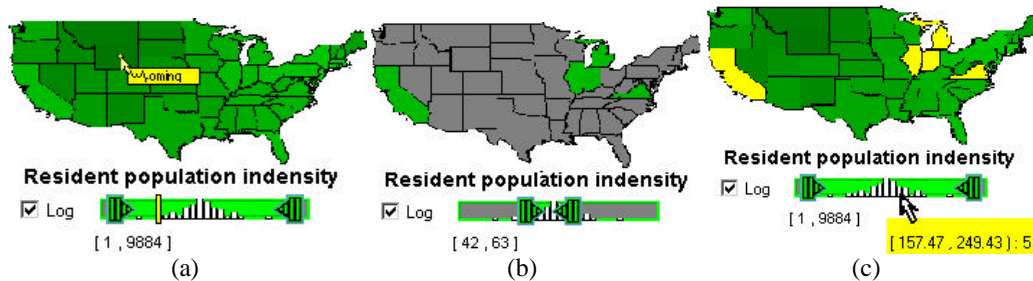 Wyoming
Resident population indensity
Log
[ 1 , 9884 ]
(a)
Resident population indensity
Log
[ 42 , 63 ]
(b)
Resident population indensity
Log
[ 1 , 9884 ]
[ 157.47 , 249.43 ) : 5
(c)